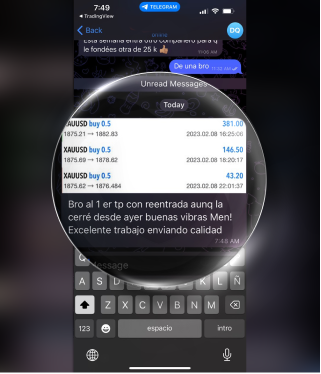 7:49
TELEGRAM
TradingView
Back
DQ
Esta semana entra otro compañero para q
le fondées otra de 25 k 👍🏽
11:06 AM
De una bro
Unread Messages
Today
XAUUSD buy 0.5 381.00
1875.21 → 1882.83 2023.02.08 16:25:08
XAUUSD buy 0.5 146.50
1875.69 → 1878.62 2023.02.08 18:20:17
XAUUSD buy 0.5 43.20
1875.62 → 1876.484 2023.02.08 22:01:37
Bro al 1 er tp con reentrada aunq la
cerré desde ayer buenas vibras Men!
Excelente trabajo enviando calidad
7:48 AM
Message
Q
A S D K L Ñ
Z X C V B N M
123 espacio intro